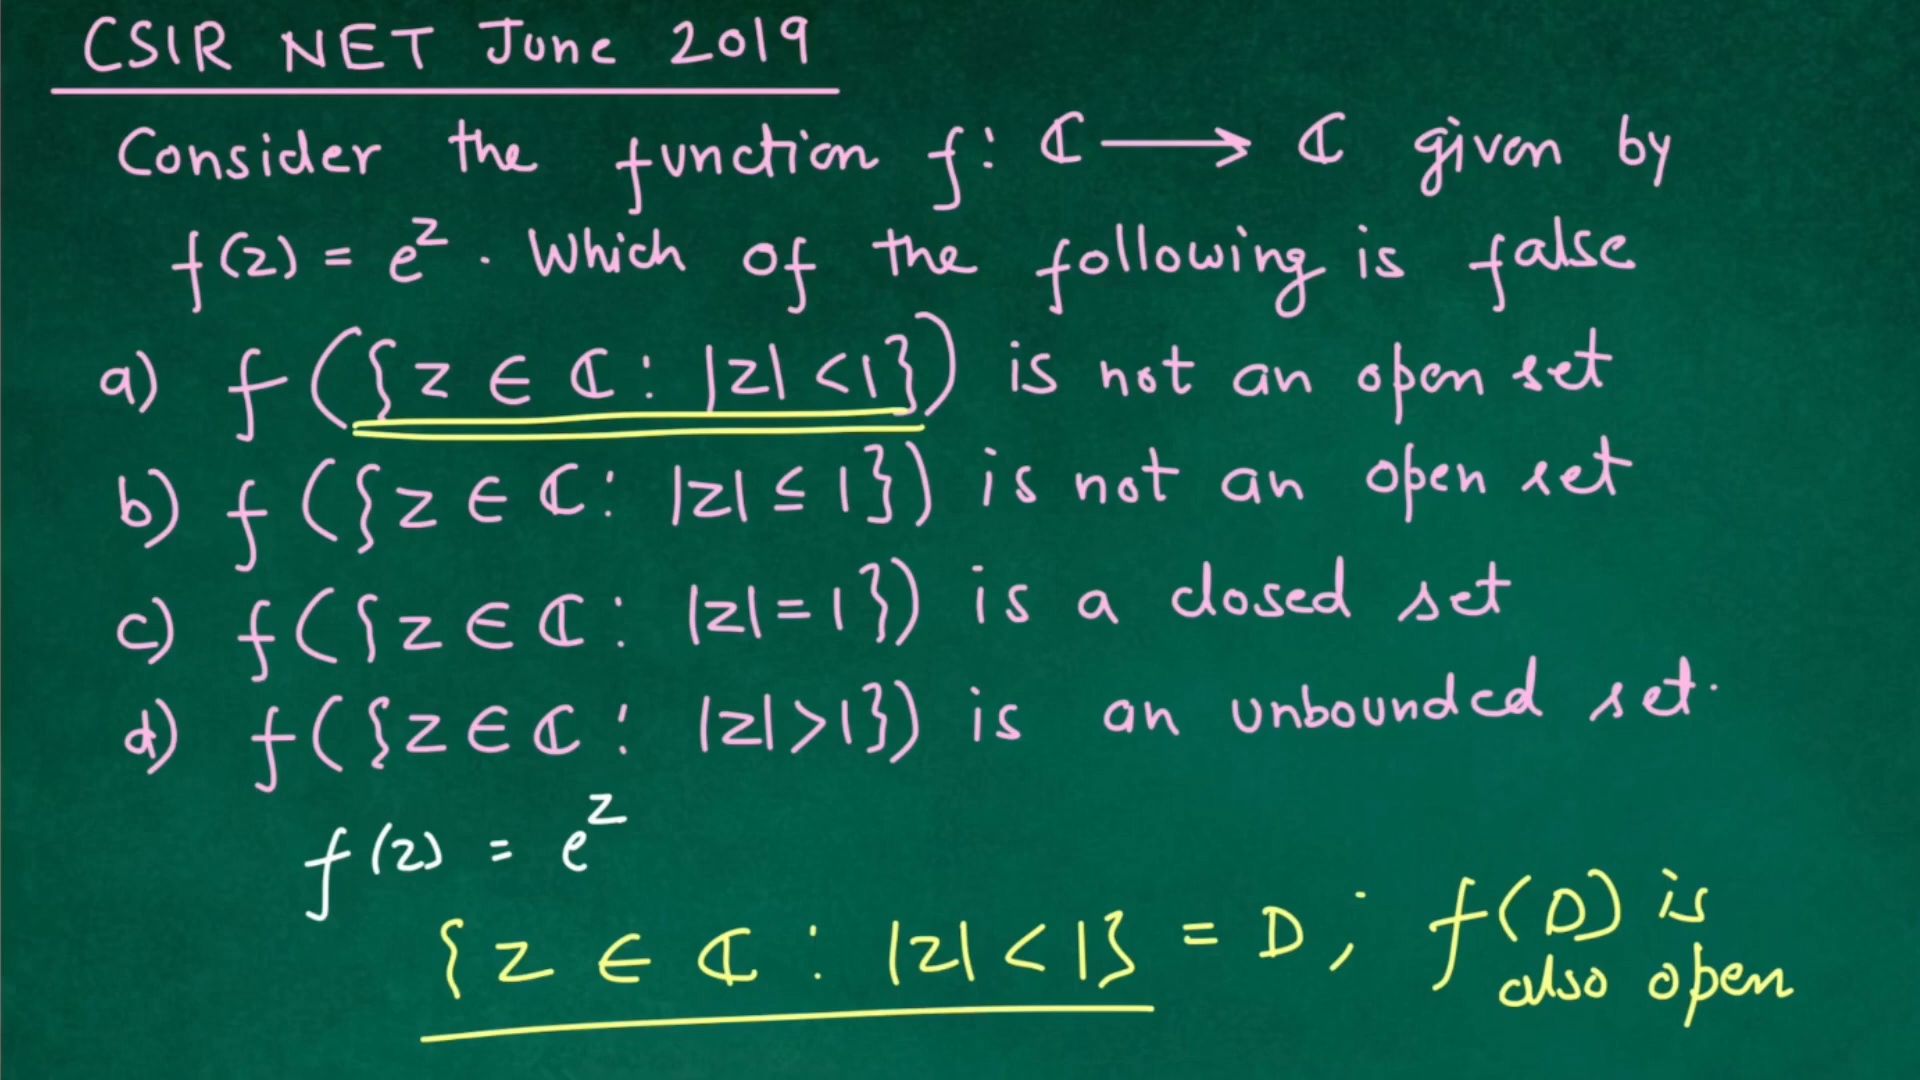 CSIR NET June 2019
Consider the function f: ℂ ⟶ ℂ given by
f(z) = e^z . Which of the following is false
a) f({z ∈ ℂ : |z| < 1}) is not an open set
b) f({z ∈ ℂ : |z| ≤ 1}) is not an open set
c) f({z ∈ ℂ : |z| = 1}) is a closed set
d) f({z ∈ ℂ : |z| > 1}) is an unbounded set.
f(z) = e^z
{z ∈ ℂ : |z| < 1} = D ; f(D) is
also open